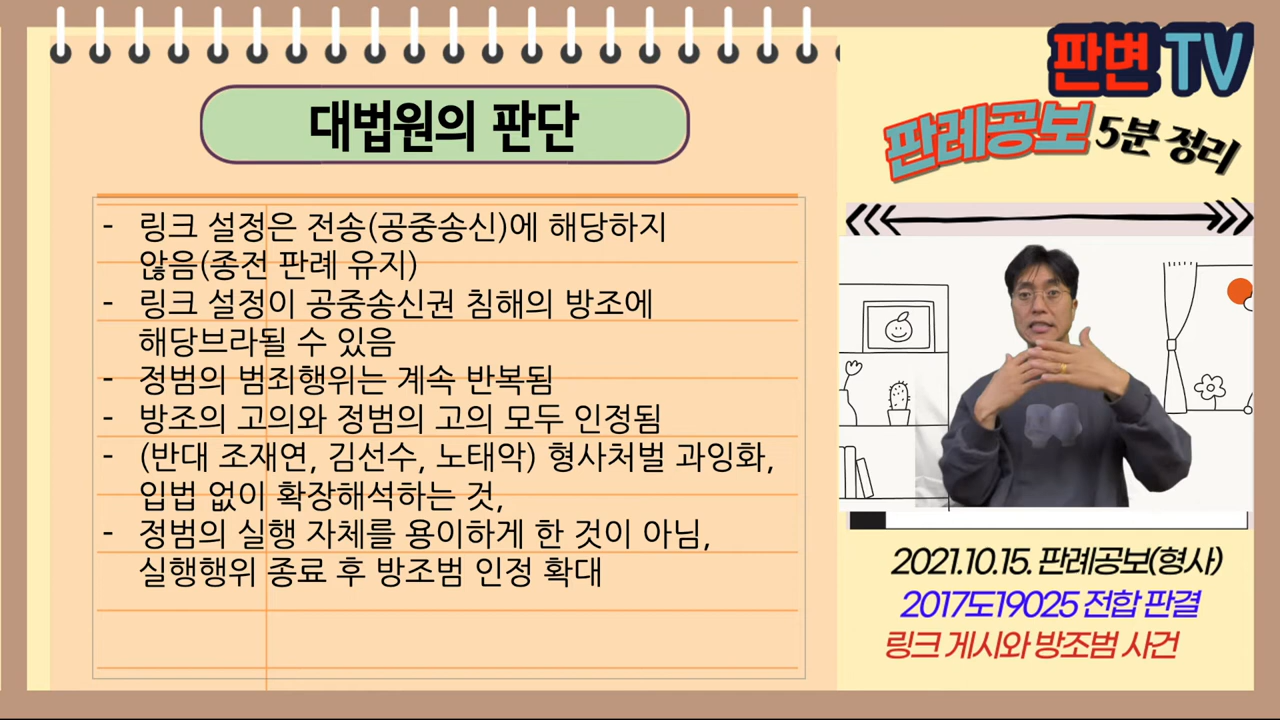 대법원의 판단
- 링크 설정은 전송(공중송신)에 해당하지
않음(종전 판례 유지)
- 링크 설정이 공중송신권 침해의 방조에
해당브라될 수 있음
- 정범의 범죄행위는 계속 반복됨
- 방조의 고의와 정범의 고의 모두 인정됨
- (반대 조재연, 김선수, 노태악) 형사처벌 과잉화,
입법 없이 확장해석하는 것,
- 정범의 실행 자체를 용이하게 한 것이 아님,
실행행위 종료 후 방조범 인정 확대
판변 TV
판례공보 5분 정리
2021.10.15. 판례공보(형사)
2017도19025 전합 판결
링크 게시와 방조범 사건